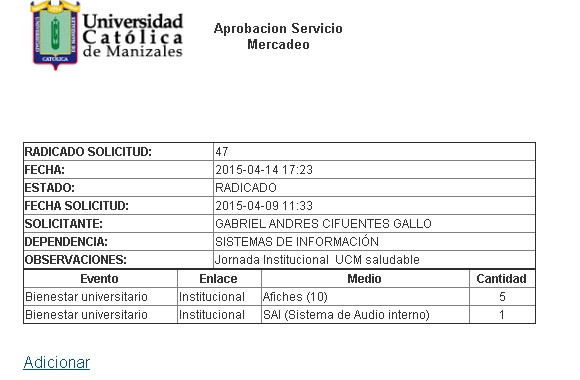 Universidad
Católica
de Manizales
CATOLICA
Aprobacion Servicio
Mercadeo
RADICADO SOLICITUD: 47
FECHA: 2015-04-14 17:23
ESTADO: RADICADO
FECHA SOLICITUD: 2015-04-09 11:33
SOLICITANTE: GABRIEL ANDRES CIFUENTES GALLO
DEPENDENCIA: SISTEMAS DE INFORMACIÓN
OBSERVACIONES: Jornada Institucional UCM saludable
Evento Enlace Medio Cantidad
Bienestar universitario Institucional Afiches (10) 5
Bienestar universitario Institucional SAI (Sistema de Audio interno) 1
Adicionar